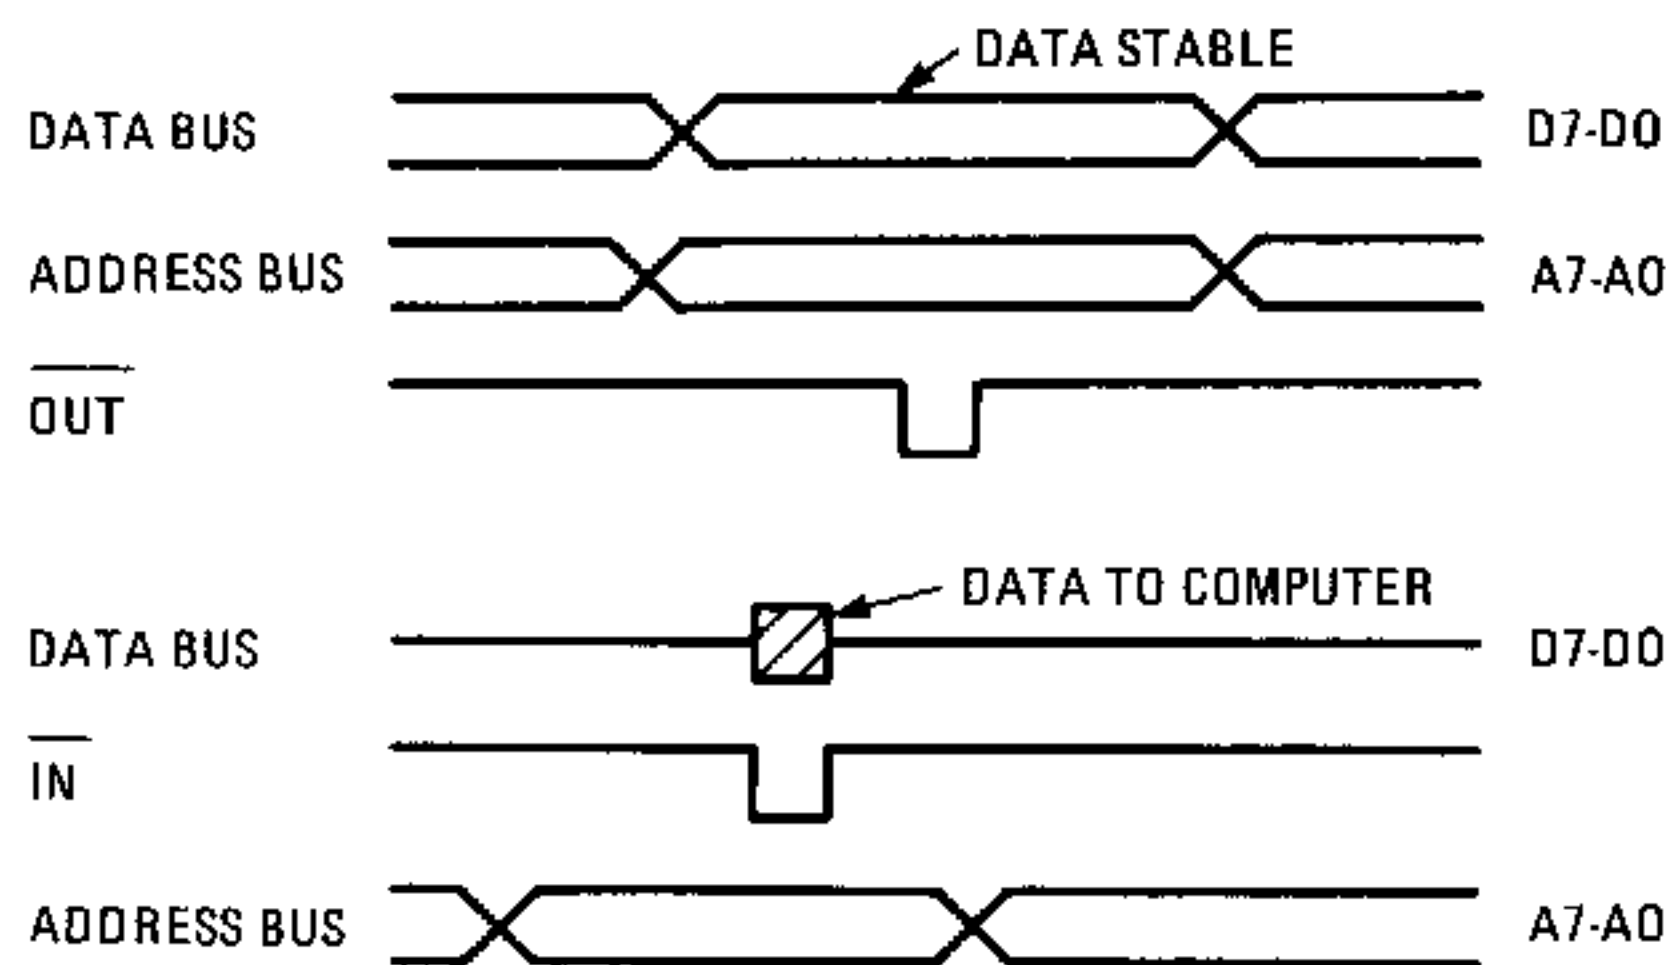 DATA STABLE
DATA BUS D7-D0
ADDRESS BUS A7-A0
OUT
DATA TO COMPUTER
DATA BUS D7-D0
IN
ADDRESS BUS A7-A0